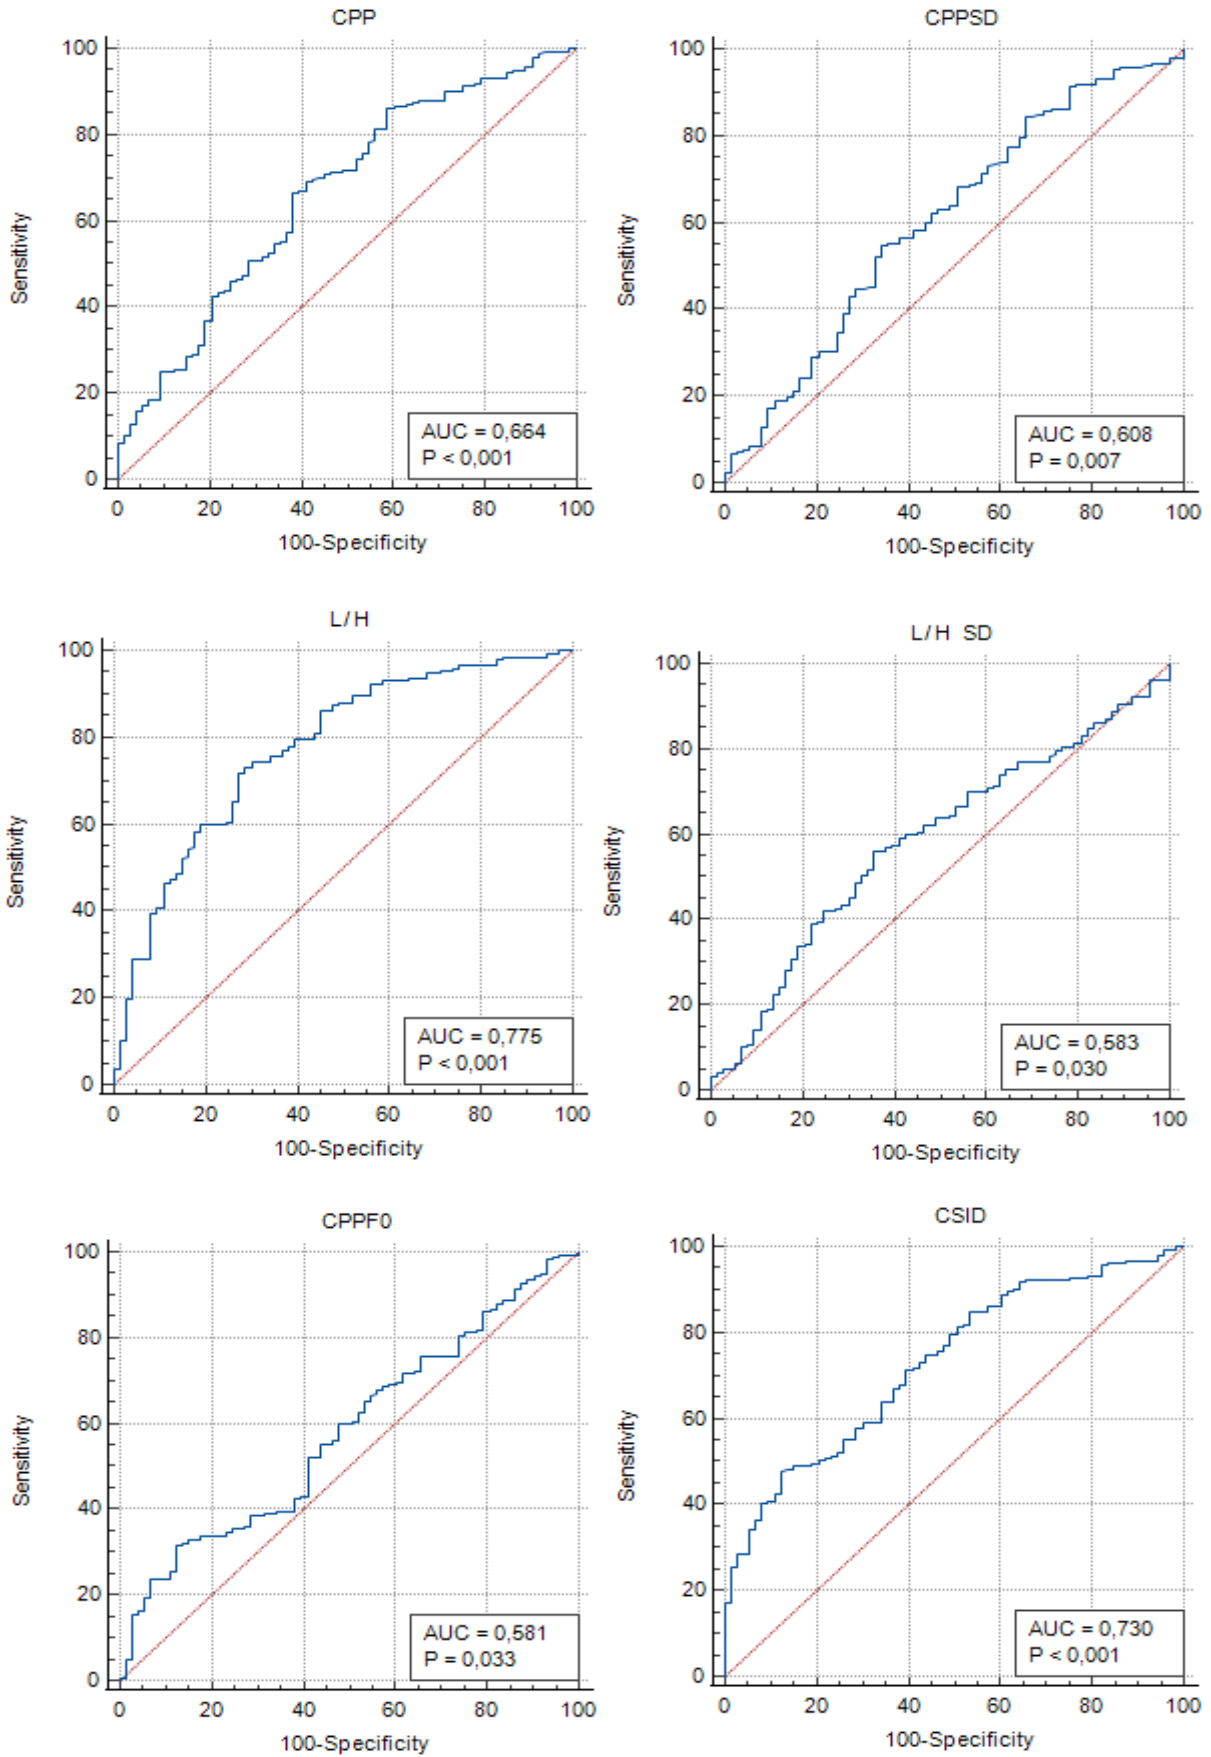 CPP
100
80
60
40
20
0
Sensitivity
AUC = 0,664
P < 0,001
0 20 40 60 80 100
100-Specificity
CPPSD
100
80
60
40
20
0
Sensitivity
AUC = 0,608
P = 0,007
0 20 40 60 80 100
100-Specificity
L/H
100
80
60
40
20
0
Sensitivity
AUC = 0,775
P < 0,001
0 20 40 60 80 100
100-Specificity
L/H SD
100
80
60
40
20
0
Sensitivity
AUC = 0,583
P = 0,030
0 20 40 60 80 100
100-Specificity
CPPF0
100
80
60
40
20
0
Sensitivity
AUC = 0,581
P = 0,033
0 20 40 60 80 100
100-Specificity
CSID
100
80
60
40
20
0
Sensitivity
AUC = 0,730
P < 0,001
0 20 40 60 80 100
100-Specificity